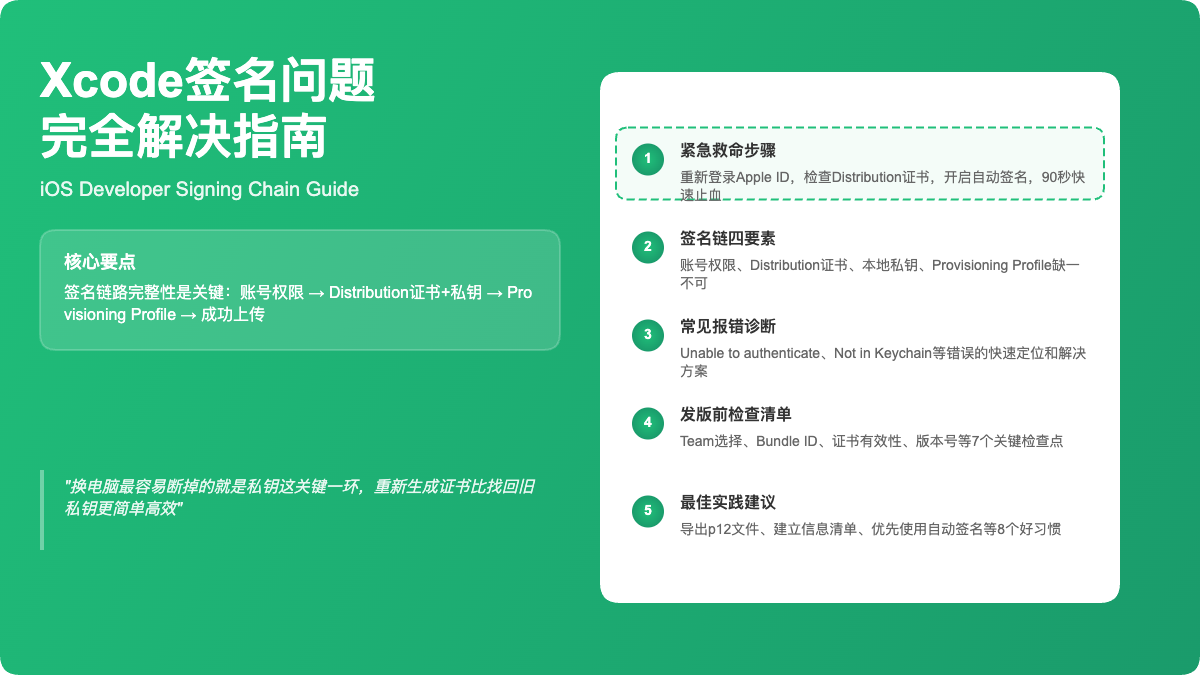 Xcode签名问题
完全解决指南
iOS Developer Signing Chain Guide
核心要点
签名链路完整性是关键：账号权限 → Distribution证书+私钥 → Pro
visioning Profile → 成功上传
"换电脑最容易断掉的就是私钥这关键一环，重新生成证书比找回旧
私钥更简单高效"
1
紧急救命步骤
重新登录Apple ID，检查Distribution证书，开启自动签名，90秒快
速止血
2
签名链四要素
账号权限、Distribution证书、本地私钥、Provisioning Profile缺一
不可
3
常见报错诊断
Unable to authenticate、Not in Keychain等错误的快速定位和解决
方案
4
发版前检查清单
Team选择、Bundle ID、证书有效性、版本号等7个关键检查点
5
最佳实践建议
导出p12文件、建立信息清单、优先使用自动签名等8个好习惯